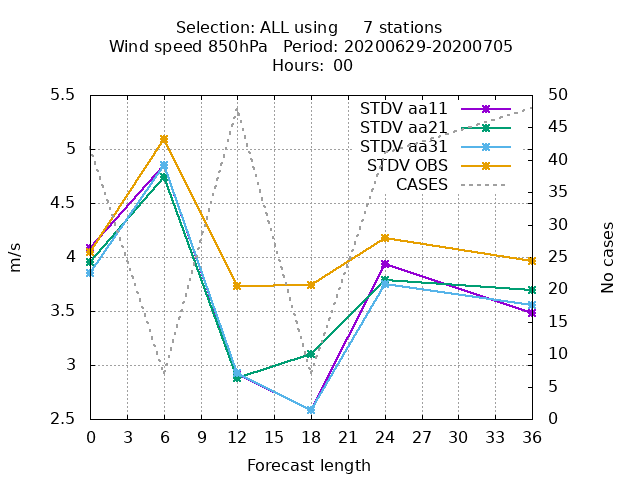 Selection: ALL using     7 stations
Wind speed 850hPa   Period: 20200629-20200705
Hours:  00
5.5
5
4.5
4
3.5
3
2.5
m/s
50
45
40
35
30
25
20
15
10
5
0
No cases
STDV aa11
STDV aa21
STDV aa31
STDV OBS
CASES
0 3 6 9 12 15 18 21 24 27 30 33 36
Forecast length